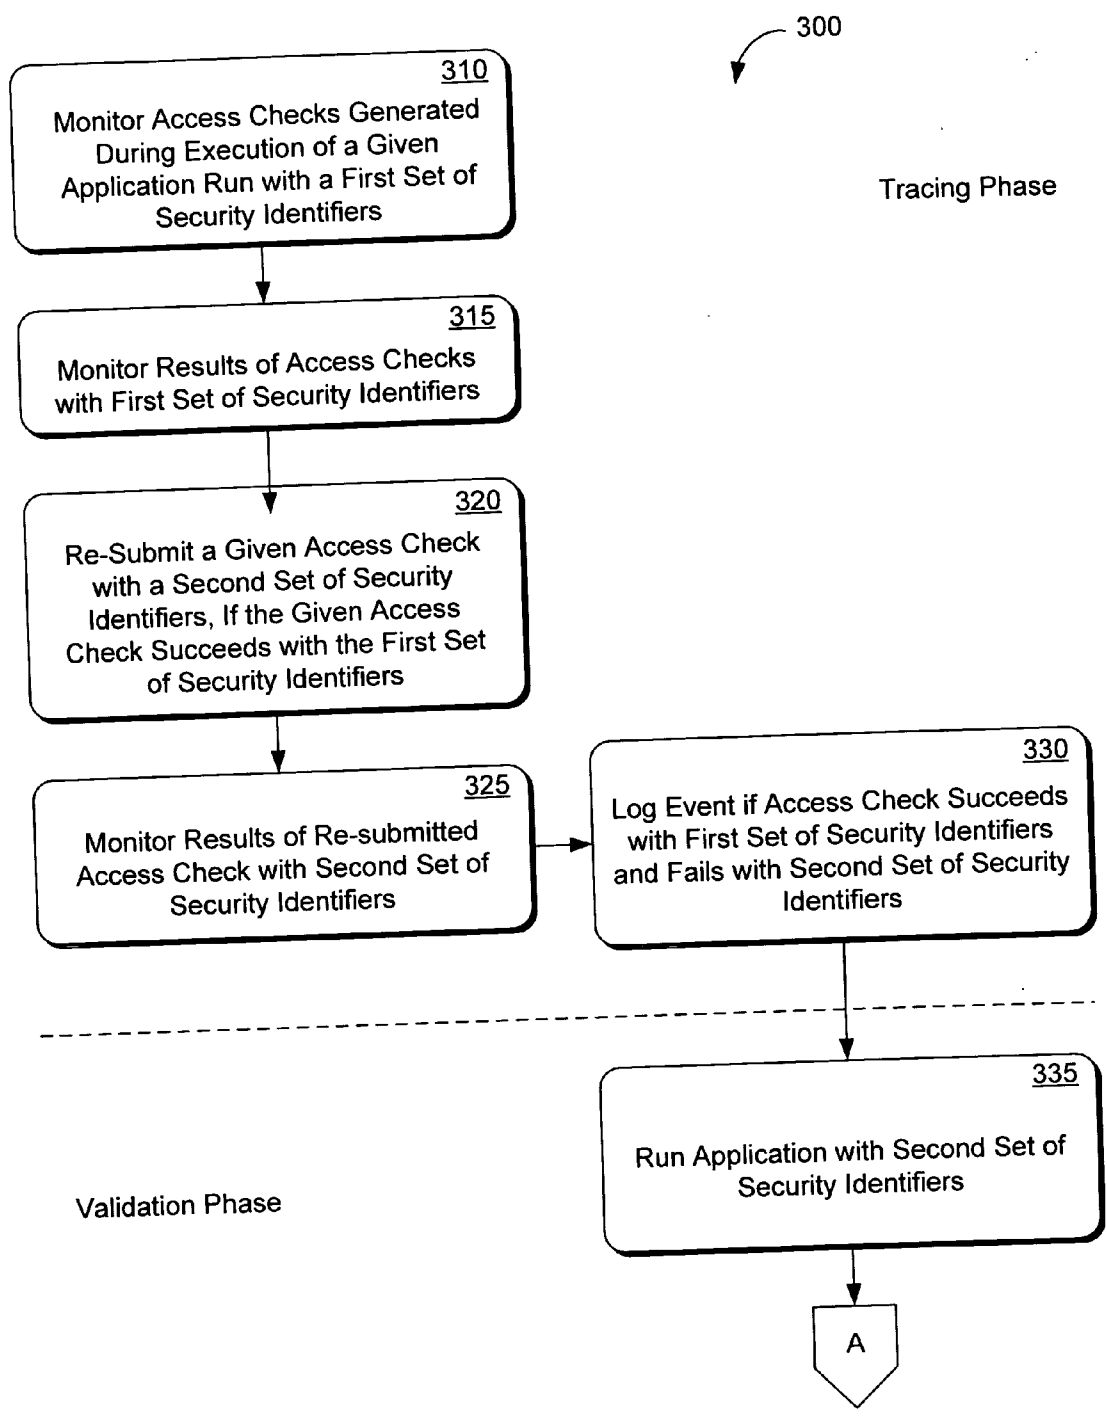 300
310
Monitor Access Checks Generated
During Execution of a Given
Application Run with a First Set of
Security Identifiers
Tracing Phase
315
Monitor Results of Access Checks
with First Set of Security Identifiers
320
Re-Submit a Given Access Check
with a Second Set of Security
Identifiers, If the Given Access
Check Succeeds with the First Set
of Security Identifiers
325
Monitor Results of Re-submitted
Access Check with Second Set of
Security Identifiers
330
Log Event if Access Check Succeeds
with First Set of Security Identifiers
and Fails with Second Set of Security
Identifiers
335
Run Application with Second Set of
Security Identifiers
Validation Phase
A